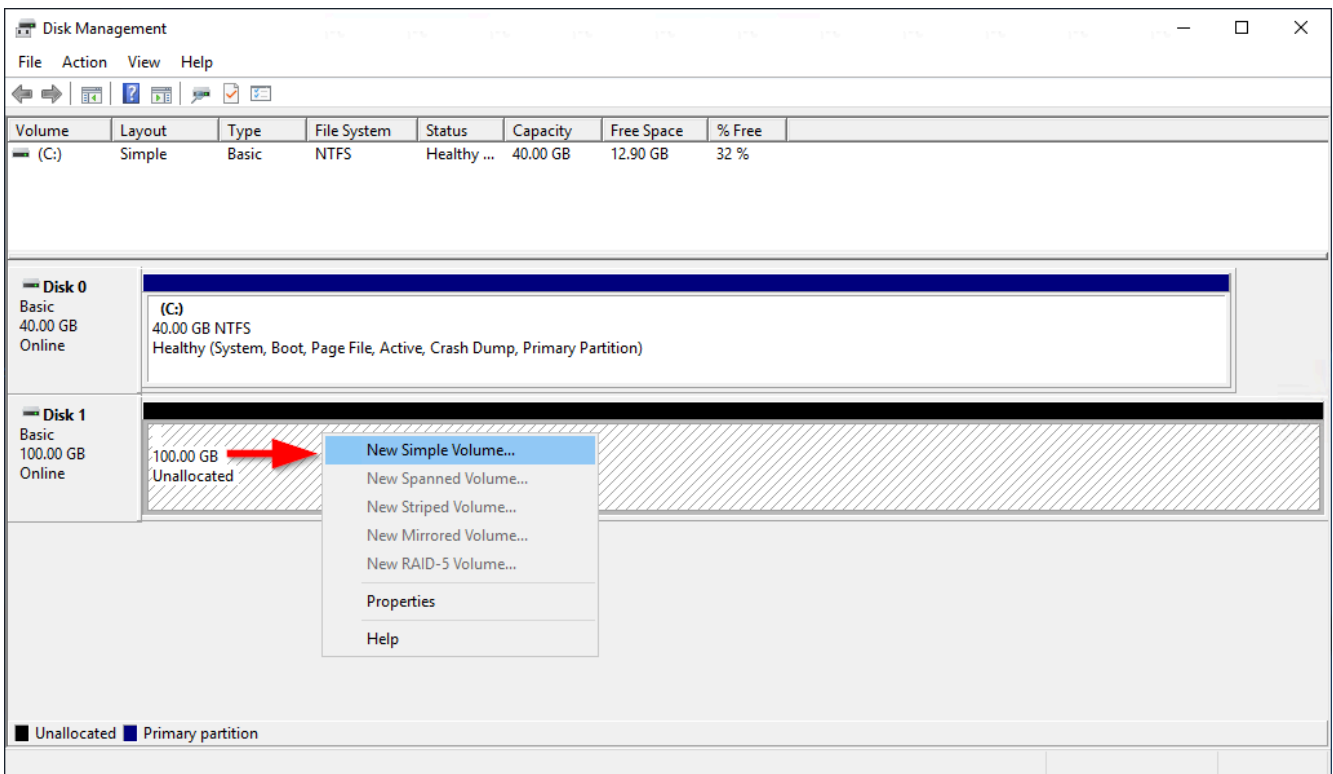 Disk Management
File Action View Help
Volume Layout Type File System Status Capacity Free Space % Free
(C:) Simple Basic NTFS Healthy ... 40.00 GB 12.90 GB 32 %
Disk 0
Basic
40.00 GB
Online
(C:)
40.00 GB NTFS
Healthy (System, Boot, Page File, Active, Crash Dump, Primary Partition)
Disk 1
Basic
100.00 GB
Online
100.00 GB
Unallocated
New Simple Volume...
New Spanned Volume...
New Striped Volume...
New Mirrored Volume...
New RAID-5 Volume...
Properties
Help
Unallocated Primary partition